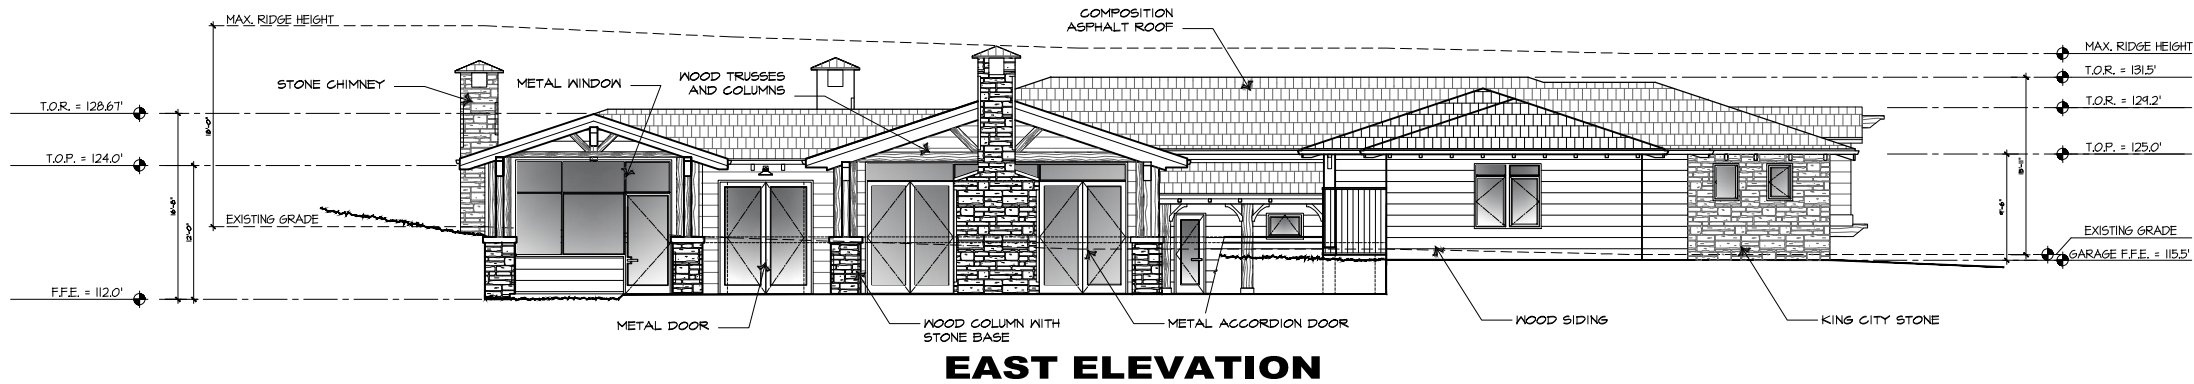 MAX. RIDGE HEIGHT
COMPOSITION
ASPHALT ROOF
MAX. RIDGE HEIGHT
T.O.R. = 131.5'
STONE CHIMNEY
METAL WINDOW
WOOD TRUSSES
AND COLUMNS
T.O.R. = 128.67'
T.O.R. = 129.2'
T.O.P. = 124.0'
T.O.P. = 125.0'
EXISTING GRADE
EXISTING GRADE
GARAGE F.F.E. = 115.5'
F.F.E. = 112.0'
12'-0"
METAL DOOR
WOOD COLUMN WITH
STONE BASE
METAL ACCORDION DOOR
WOOD SIDING
KING CITY STONE
EAST ELEVATION